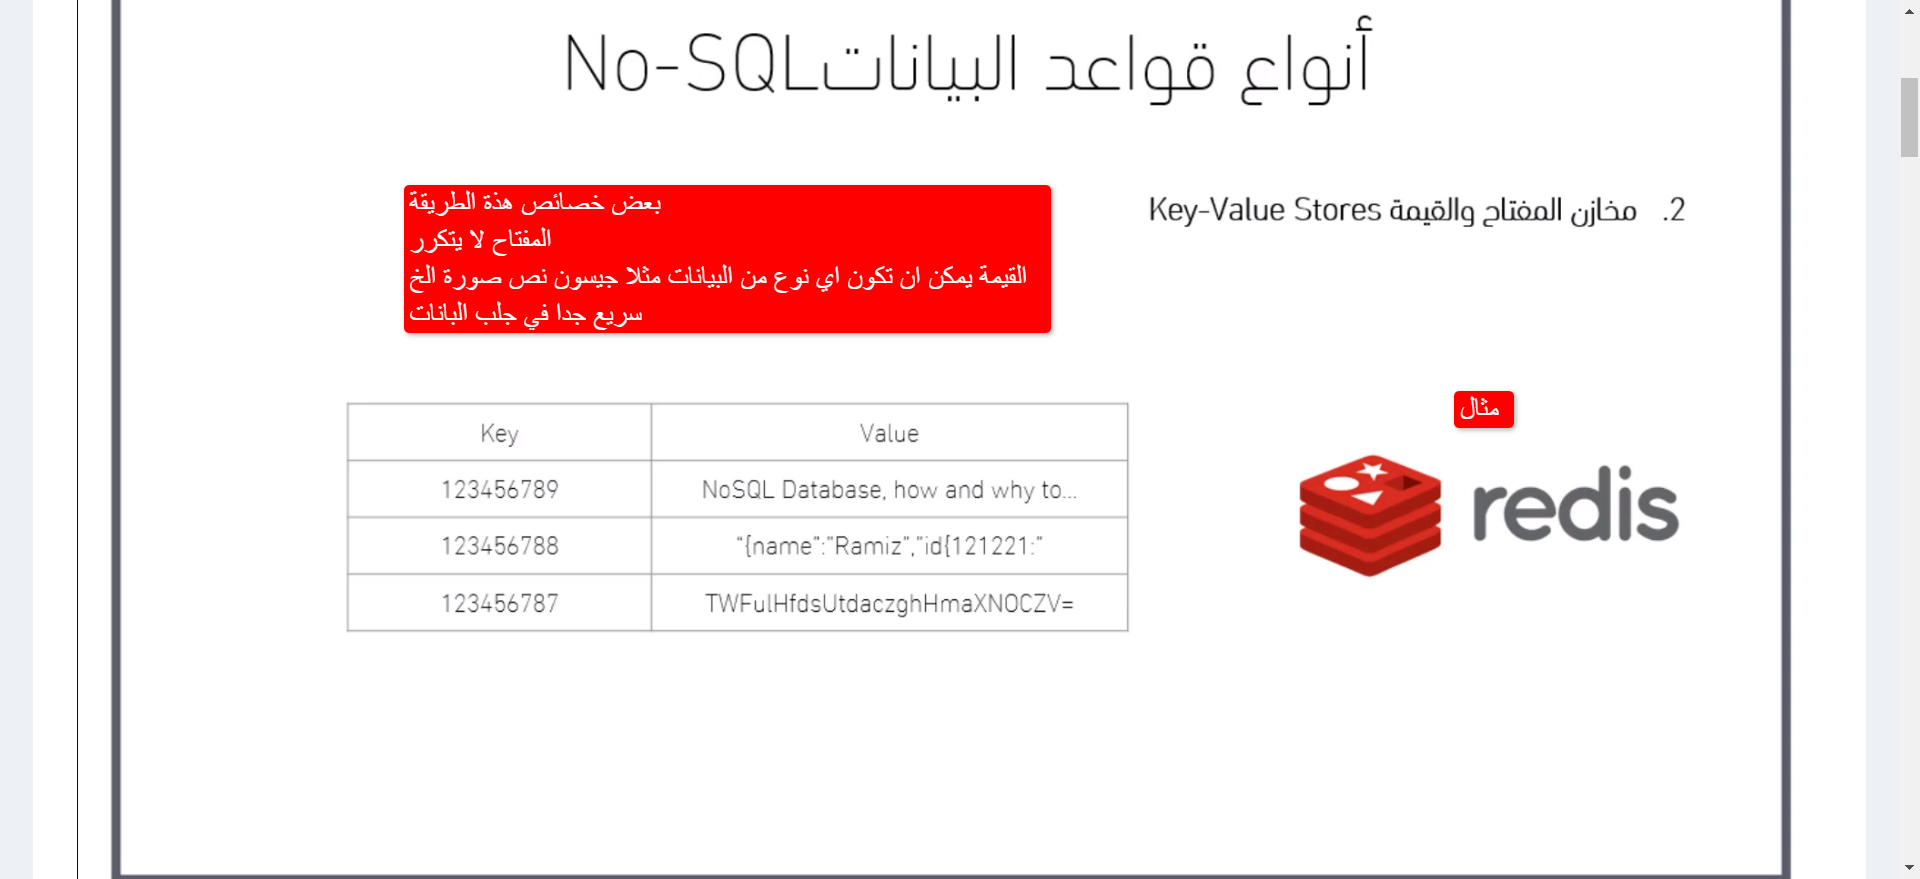 أنواع قواعد البيانات No-SQL
2. مخازن المفتاح والقيمة Key-Value Stores
بعض خصائص هذة الطريقة
المفتاح لا يتكرر
القيمة يمكن ان تكون اي نوع من البيانات مثلا جيسون نص صورة الخ
سريع جدا في جلب البانات
مثال
redis
Key Value
123456789 NoSQL Database, how and why to...
123456788 "{name":"Ramiz","id{121221:"
123456787 TWFulHfdsUtdaczghHmaXNOCZV=